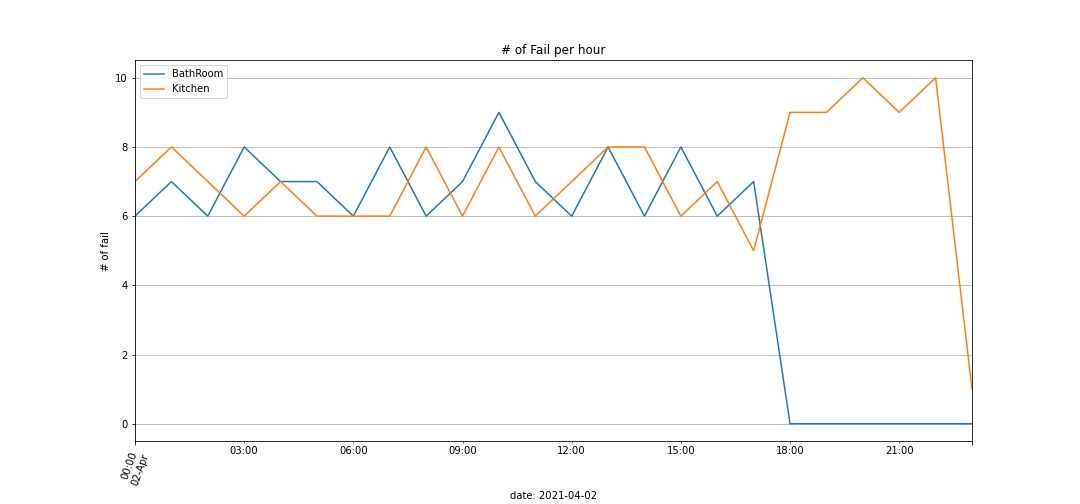 # of Fail per hour
BathRoom
Kitchen
# of fail
10
8
6
4
2
0
00:00
02-Apr
03:00
06:00
09:00
12:00
15:00
18:00
21:00
date: 2021-04-02